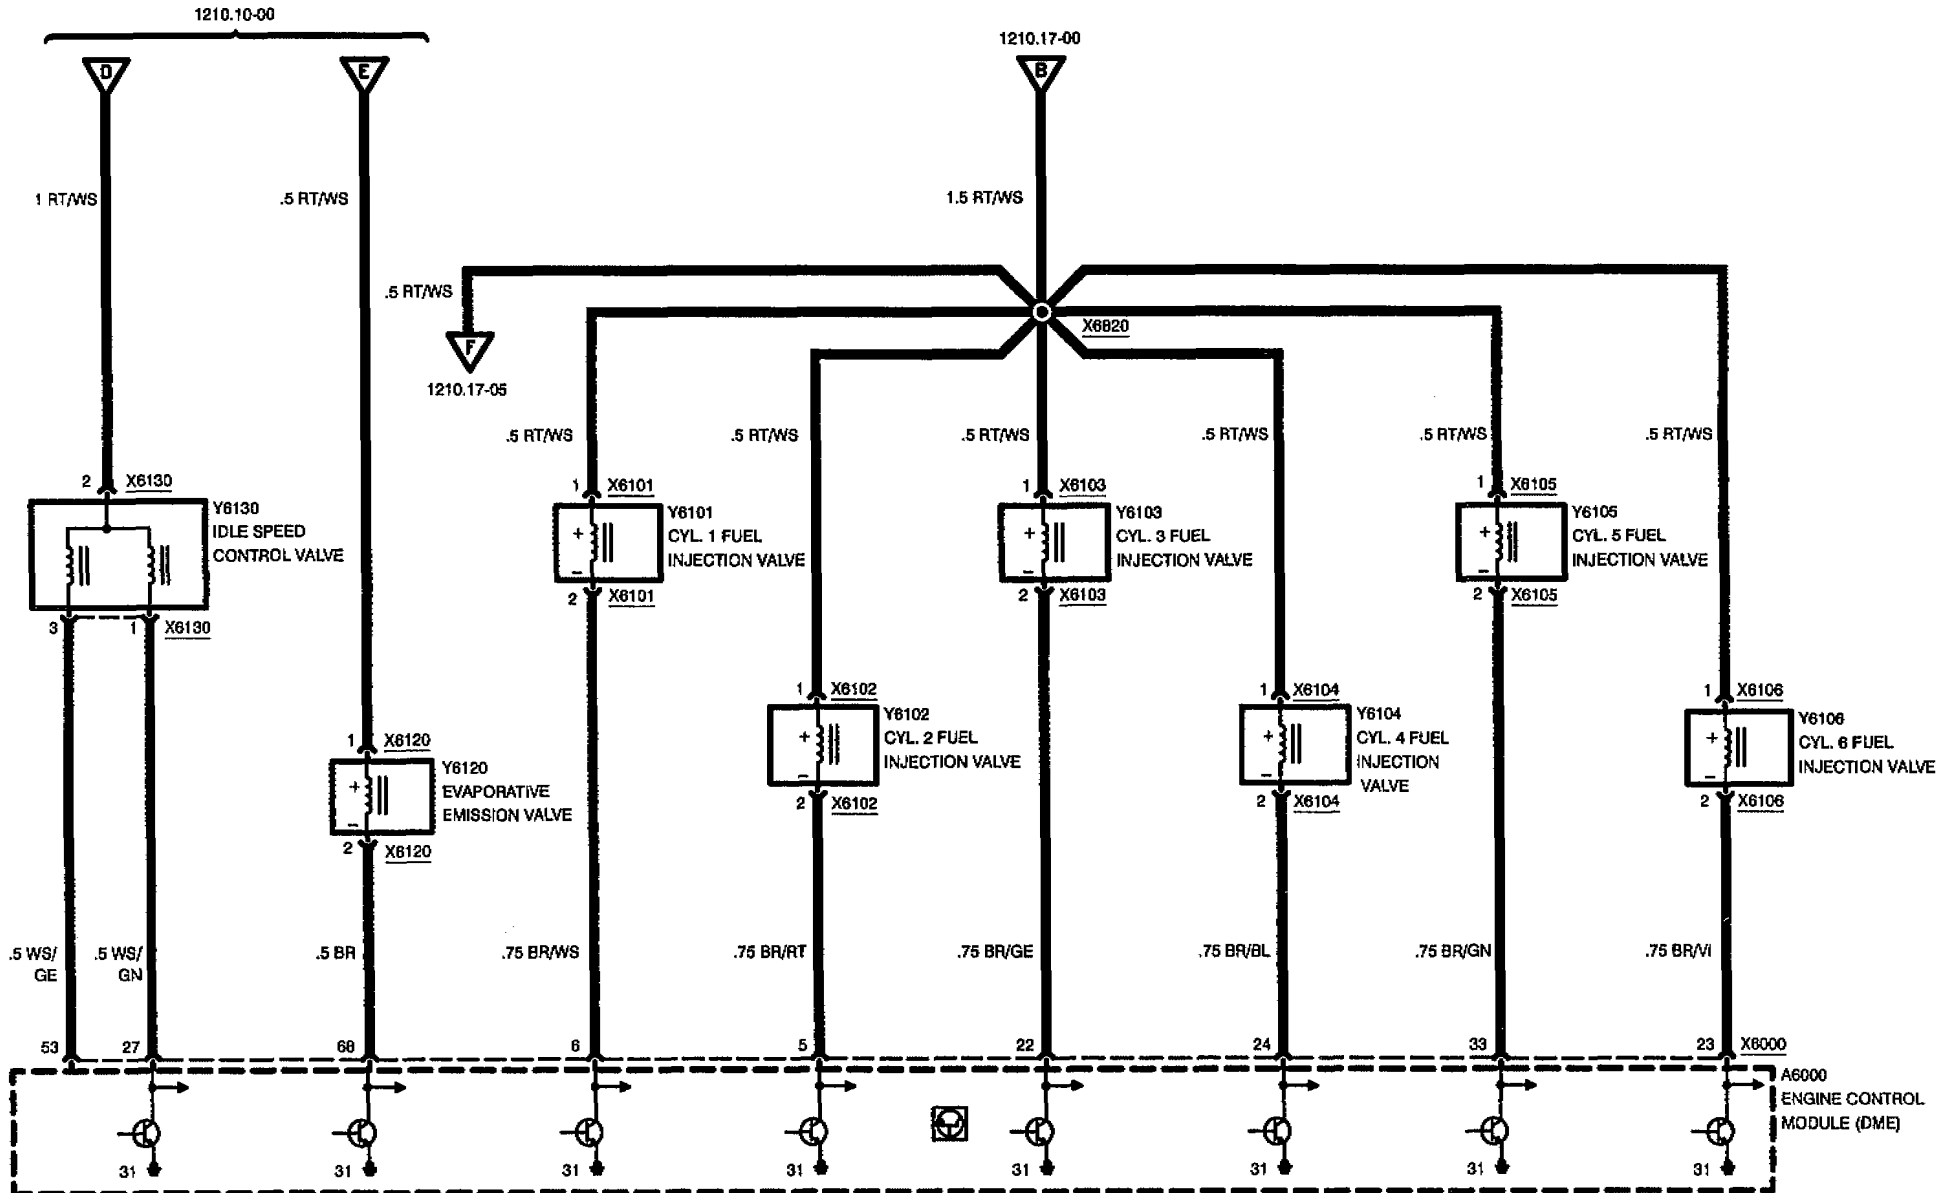 1210.10-00
1210.17-00
D
E
B
1 RT/WS
.5 RT/WS
1.5 RT/WS
.5 RT/WS
X6820
F
1210.17-05
.5 RT/WS
.5 RT/WS
.5 RT/WS
.5 RT/WS
.5 RT/WS
.5 RT/WS
2 X6130
1 X6101
1 X6103
1 X6105
Y6130
IDLE SPEED
CONTROL VALVE
Y6101
CYL. 1 FUEL
INJECTION VALVE
Y6103
CYL. 3 FUEL
INJECTION VALVE
Y6105
CYL. 5 FUEL
INJECTION VALVE
+
–
+
–
+
–
2 X6101
2 X6103
2 X6105
3 1 X6130
1 X6102
1 X6104
1 X6106
Y6102
CYL. 2 FUEL
INJECTION VALVE
Y6104
CYL. 4 FUEL
INJECTION
VALVE
Y6106
CYL. 6 FUEL
INJECTION VALVE
+
–
+
–
+
–
1 X6120
Y6120
EVAPORATIVE
EMISSION VALVE
+
–
2 X6102
2 X6104
2 X6106
2 X6120
.5 WS/
GE
.5 WS/
GN
.5 BR
.75 BR/WS
.75 BR/RT
.75 BR/GE
.75 BR/BL
.75 BR/GN
.75 BR/VI
53 27 68 6 5 22 24 33 23 X6000
A6000
ENGINE CONTROL
MODULE (DME)
31 31 31 31 31 31 31 31